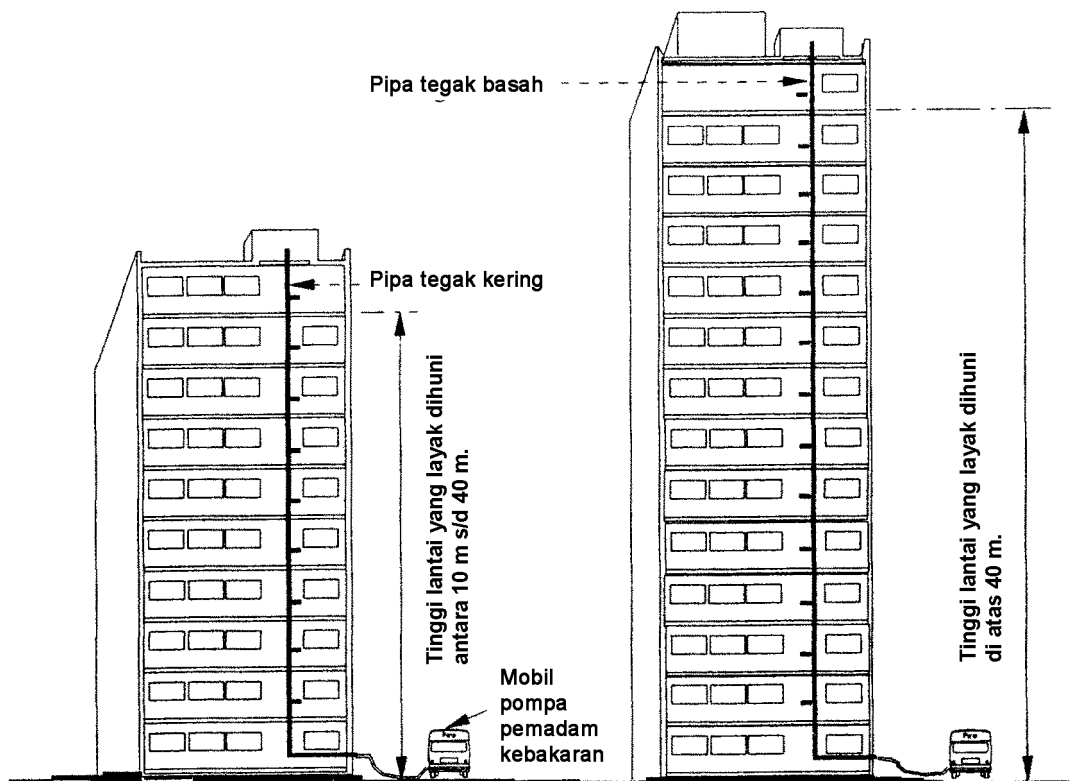 Pipa tegak basah
Pipa tegak kering
Tinggi lantai yang layak dihuni
antara 10 m s/d 40 m.
Tinggi lantai yang layak dihuni
di atas 40 m.
Mobil
pompa
pemadam
kebakaran